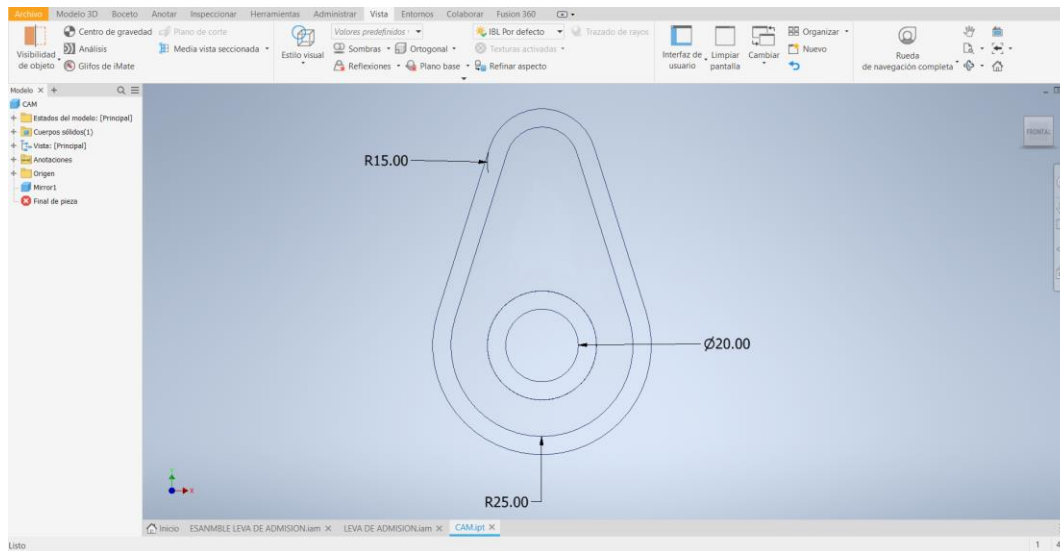 Archivo Modelo 3D Boceto Anotar Inspeccionar Herramientas Administrar Vista Entornos Colaborar Fusion 360
Visibilidad
de objeto
Centro de gravedad
Análisis
Glifos de iMate
Plano de corte
Media vista seccionada
Estilo visual
Valores predefinidos
Sombras
Reflexiones
Ortogonal
Plano base
IBL Por defecto
Texturas activadas
Refinar aspecto
Trazado de rayos
Interfaz de
usuario
Limpiar
pantalla
Cambiar
Organizar
Nuevo
Rueda
de navegación completa
Modelo × +
CAM
Estados del modelo: [Principal]
Cuerpos sólidos(1)
Vista: [Principal]
Anotaciones
Origen
Mirror1
Final de pieza
FRONTAL
R15.00
Ø20.00
R25.00
x
Inicio ESANMBLE LEVA DE ADMISION.iam × LEVA DE ADMISION.iam × CAM.ipt ×
Listo
1 4